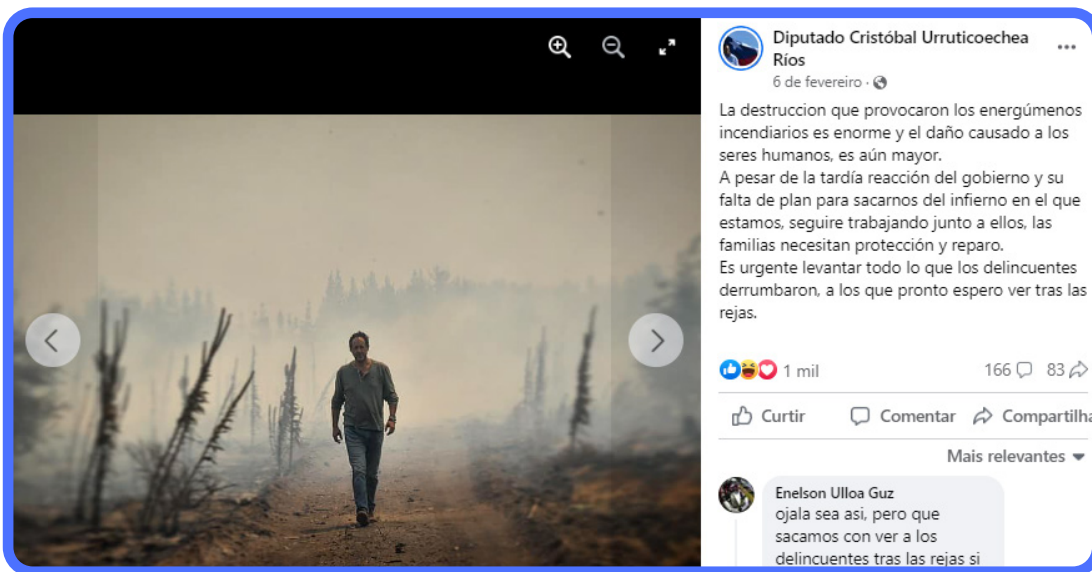 Diputado Cristóbal Urruticoechea
Ríos
6 de fevereiro ·
La destruccion que provocaron los energúmenos
incendiarios es enorme y el daño causado a los
seres humanos, es aún mayor.
A pesar de la tardía reacción del gobierno y su
falta de plan para sacarnos del infierno en el que
estamos, seguire trabajando junto a ellos, las
familias necesitan protección y reparo.
Es urgente levantar todo lo que los delincuentes
derrumbaron, a los que pronto espero ver tras las
rejas.
1 mil
166
83
Curtir
Comentar
Compartilha
Mais relevantes
Enelson Ulloa Guz
ojala sea asi, pero que
sacamos con ver a los
delincuentes tras las rejas si